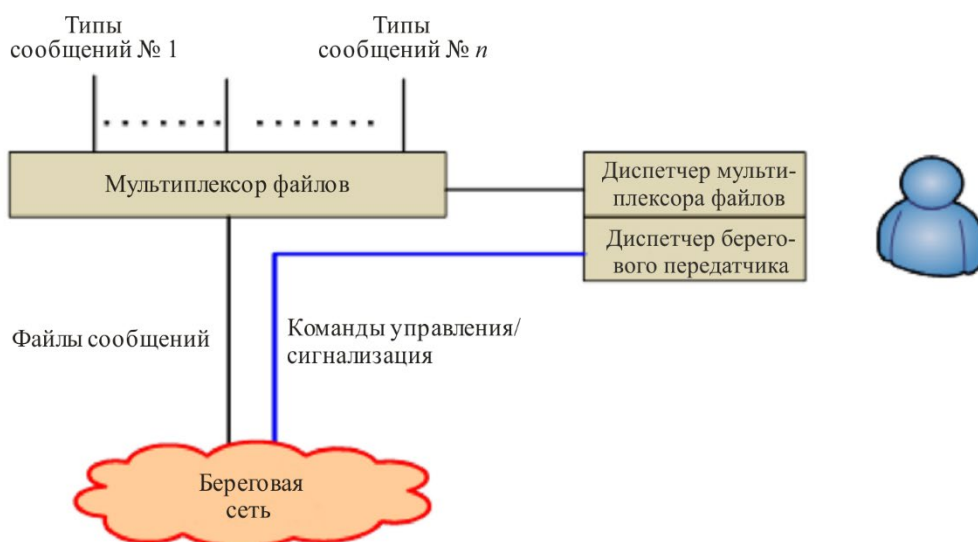 Типы
сообщений № 1
Типы
сообщений № n
Мультиплексор файлов
Диспетчер мульти-
плексора файлов
Диспетчер берего-
вого передатчика
Файлы сообщений
Команды управления/
сигнализация
Береговая
сеть